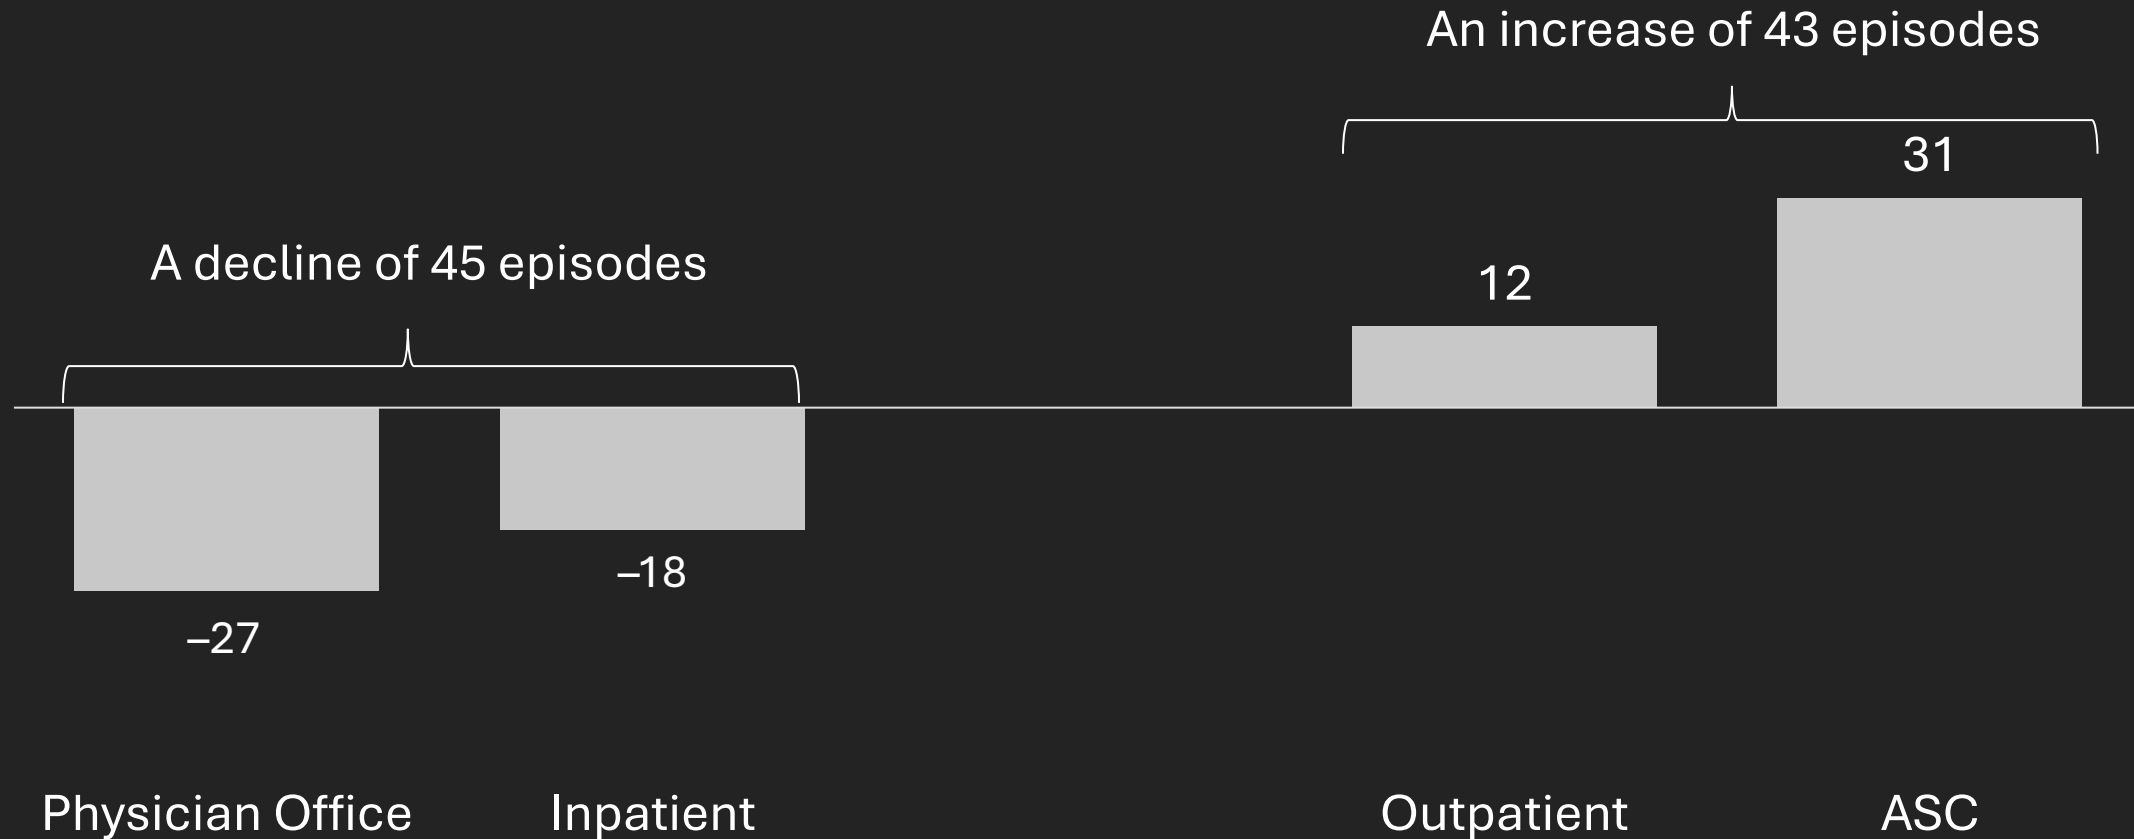 An increase of 43 episodes
31
A decline of 45 episodes
12
–18
–27
Physician Office
Inpatient
Outpatient
ASC